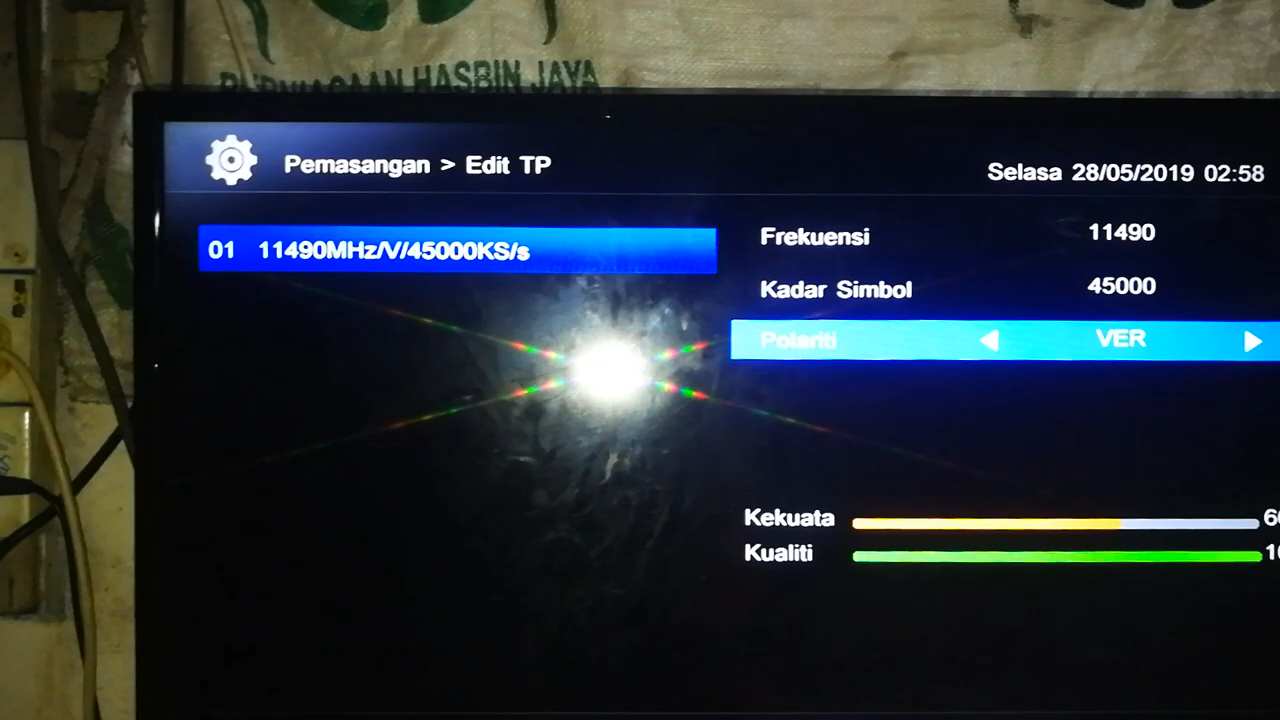 HASBIN JAYA
Pemasangan > Edit TP
Selasa 28/05/2019 02:58
01 11490MHz/V/45000KS/s
Frekuensi 11490
Kadar Simbol 45000
Polariti VER
Kekuata
Kualiti